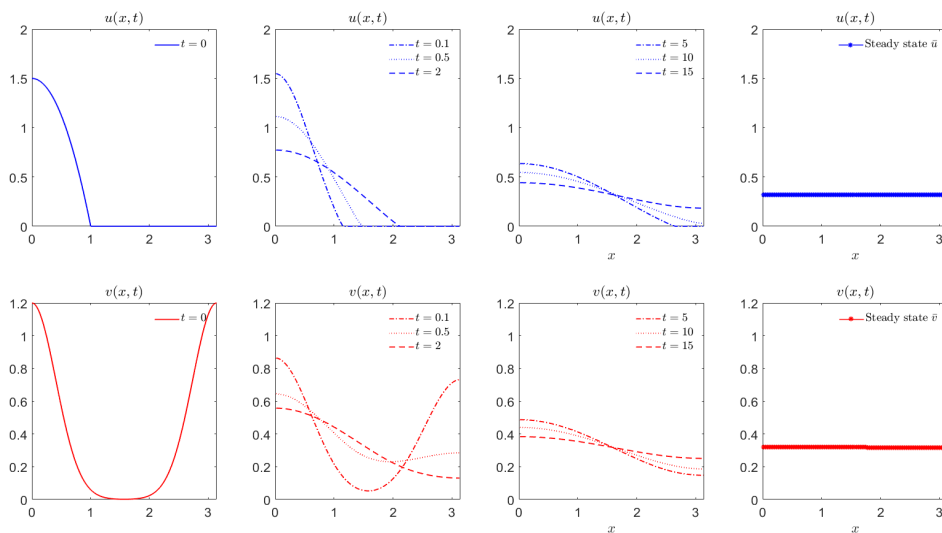 u(x, t)
2
1.5
1
0.5
0
0 1 2 3
t = 0
u(x, t)
2
1.5
1
0.5
0
0 1 2 3
t = 0.1
t = 0.5
t = 2
u(x, t)
2
1.5
1
0.5
0
0 1 2 3
x
t = 5
t = 10
t = 15
u(x, t)
2
1.5
1
0.5
0
0 1 2 3
x
Steady state ū
v(x, t)
1.2
1
0.8
0.6
0.4
0.2
0
0 1 2 3
t = 0
v(x, t)
1.2
1
0.8
0.6
0.4
0.2
0
0 1 2 3
t = 0.1
t = 0.5
t = 2
v(x, t)
1.2
1
0.8
0.6
0.4
0.2
0
0 1 2 3
x
t = 5
t = 10
t = 15
v(x, t)
1.2
1
0.8
0.6
0.4
0.2
0
0 1 2 3
x
Steady state v̄